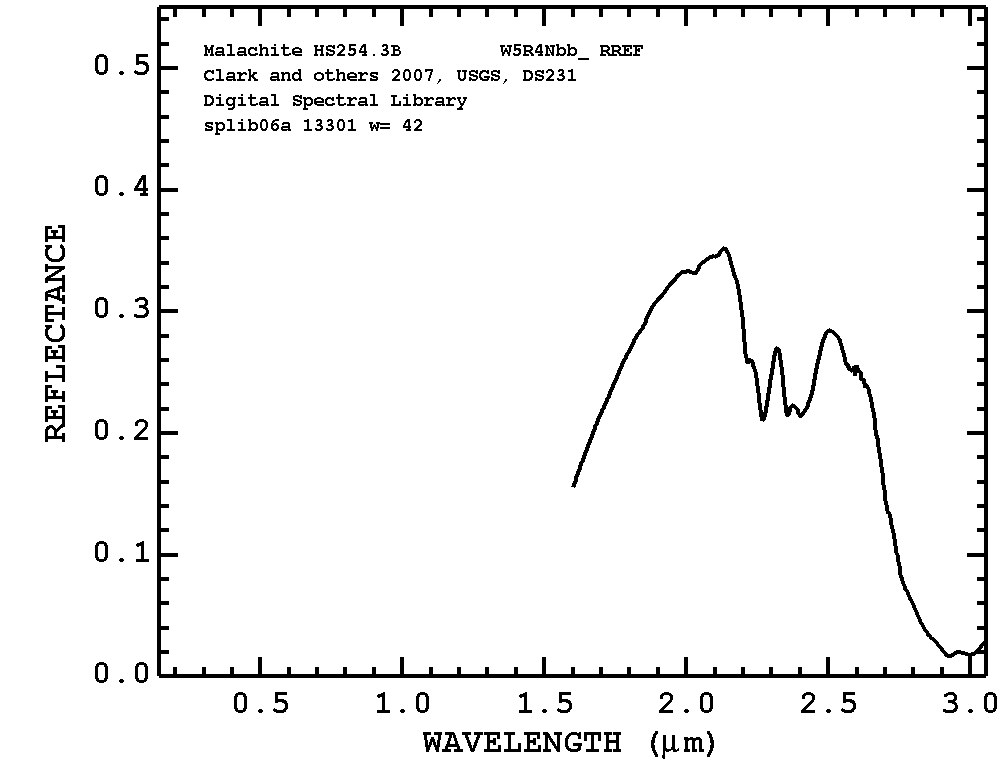 Malachite HS254.3B W5R4Nbb_ RREF
Clark and others 2007, USGS, DS231
Digital Spectral Library
splib06a 13301 w= 42
0.5
0.4
0.3
0.2
0.1
0.0
REFLECTANCE
0.5 1.0 1.5 2.0 2.5 3.0
WAVELENGTH (μm)